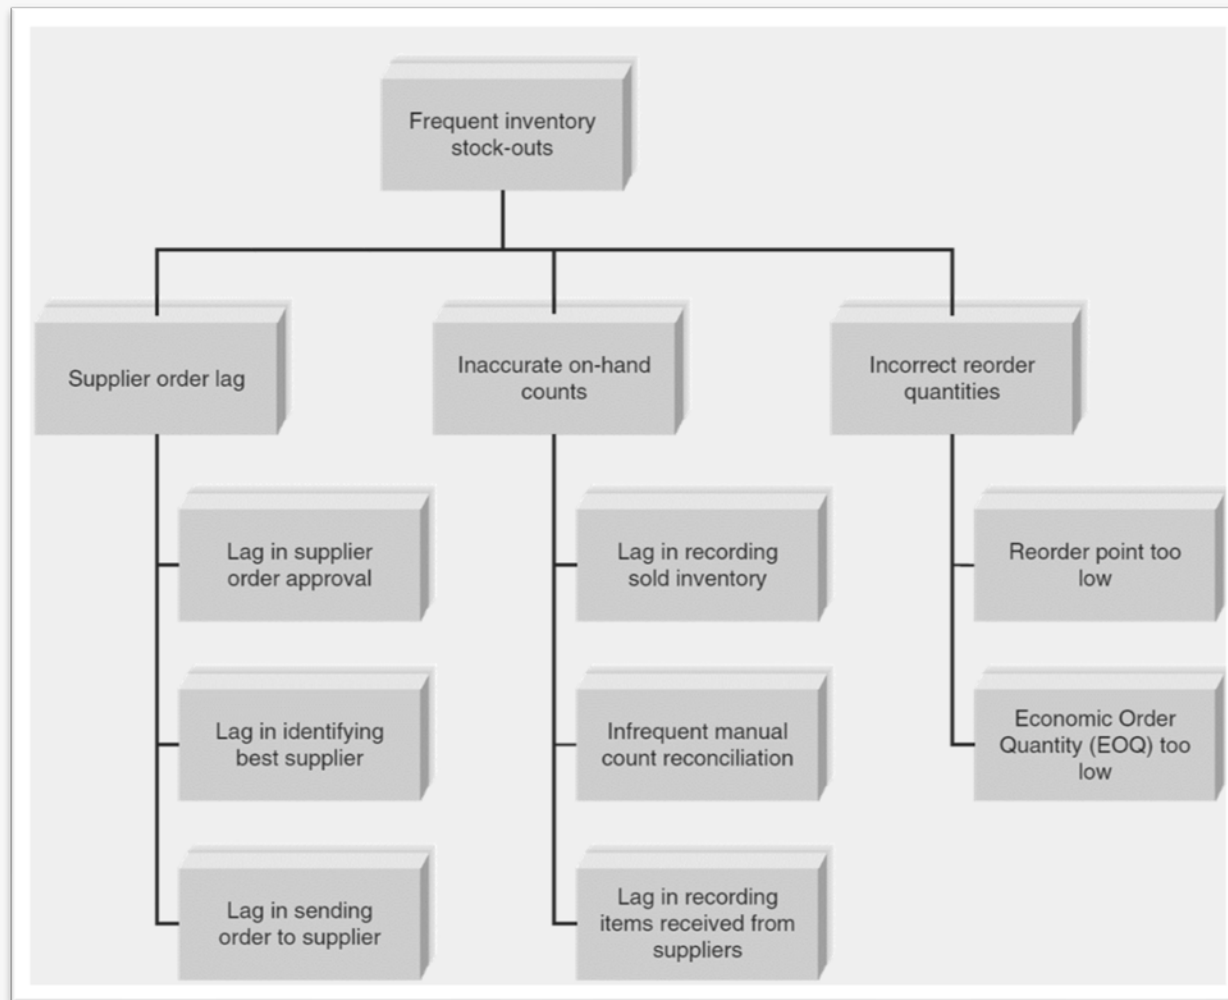 Frequent inventory
stock-outs
Supplier order lag
Inaccurate on-hand
counts
Incorrect reorder
quantities
Lag in supplier
order approval
Lag in identifying
best supplier
Lag in sending
order to supplier
Lag in recording
sold inventory
Infrequent manual
count reconciliation
Lag in recording
items received from
suppliers
Reorder point too
low
Economic Order
Quantity (EOQ) too
low